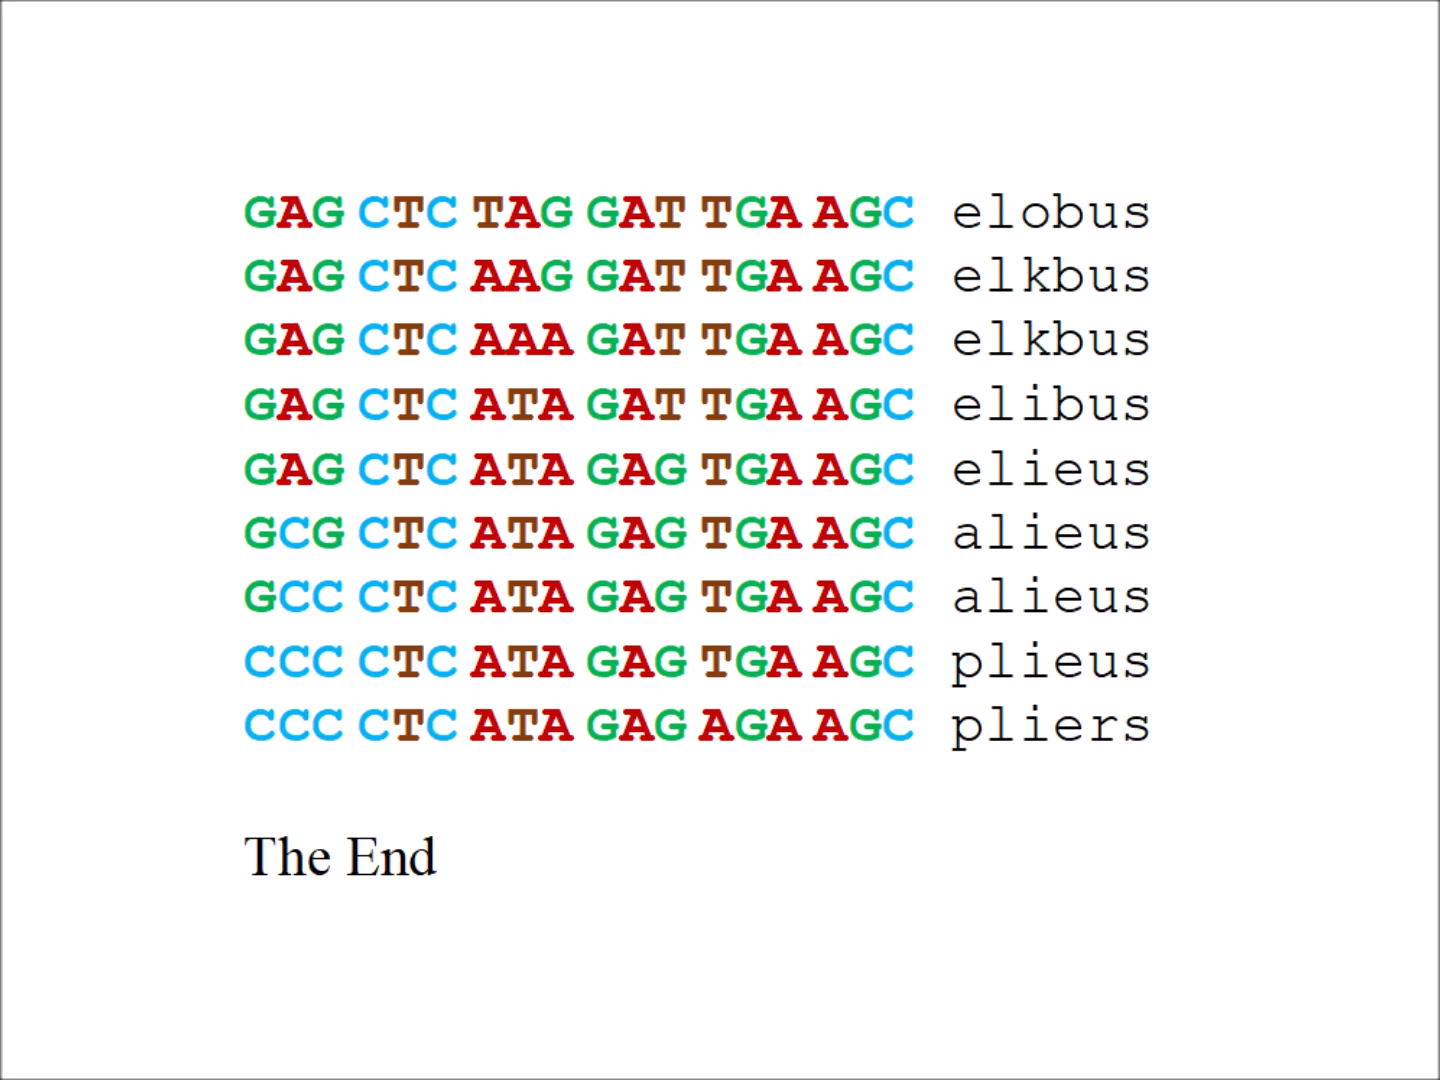 GAG CTC TAG GAT TGA AGC elobus
GAG CTC AAG GAT TGA AGC elkbus
GAG CTC AAA GAT TGA AGC elkbus
GAG CTC ATA GAT TGA AGC elibus
GAG CTC ATA GAG TGA AGC elieus
GCG CTC ATA GAG TGA AGC alieus
GCC CTC ATA GAG TGA AGC alieus
CCC CTC ATA GAG TGA AGC plieus
CCC CTC ATA GAG AGA AGC pliers
The End